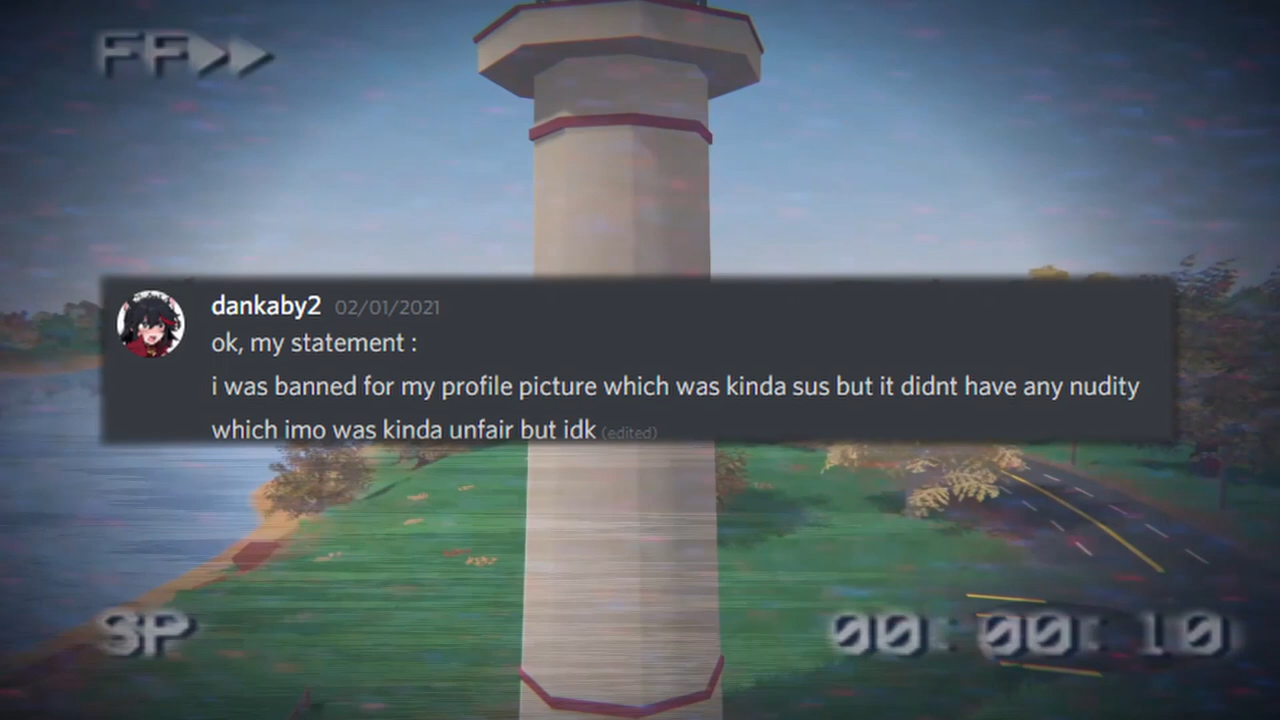 FF
dankaby2 02/01/2021
ok, my statement :
i was banned for my profile picture which was kinda sus but it didnt have any nudity
which imo was kinda unfair but idk (edited)
SP 00:00:10